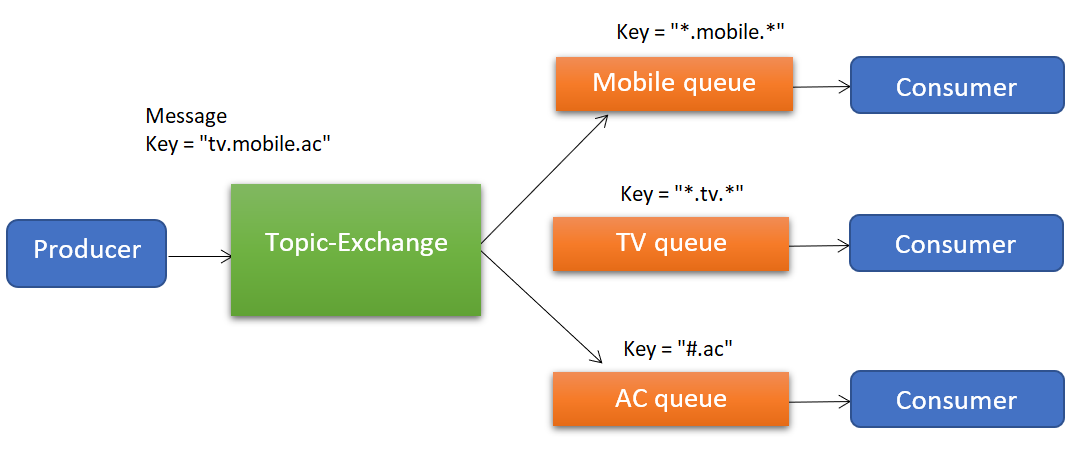 Key = "*.mobile.*"
Mobile queue
Consumer
Message
Key = "tv.mobile.ac"
Key = "*.tv.*"
Producer
Topic-Exchange
TV queue
Consumer
Key = "#.ac"
AC queue
Consumer